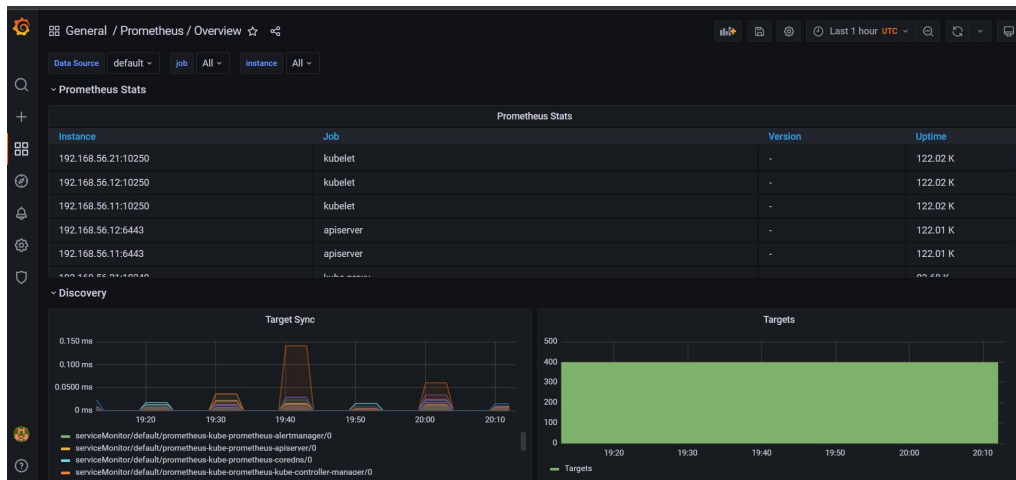 General / Prometheus / Overview
Last 1 hour UTC
Data Source default job All instance All
Prometheus Stats
Prometheus Stats
Instance Job Version Uptime
192.168.56.21:10250 kubelet - 122.02 K
192.168.56.12:10250 kubelet - 122.02 K
192.168.56.11:10250 kubelet - 122.02 K
192.168.56.12:6443 apiserver - 122.01 K
192.168.56.11:6443 apiserver - 122.01 K
192.168.56.21:10249 kube-proxy
Discovery
Target Sync
0.150 ms
0.100 ms
0.0500 ms
0 ms
19:20 19:30 19:40 19:50 20:00 20:10
serviceMonitor/default/prometheus-kube-prometheus-alertmanager/0
serviceMonitor/default/prometheus-kube-prometheus-apiserver/0
serviceMonitor/default/prometheus-kube-prometheus-coredns/0
serviceMonitor/default/prometheus-kube-prometheus-kube-controller-manager/0
Targets
500
400
300
200
100
0
19:20 19:30 19:40 19:50 20:00 20:10
Targets